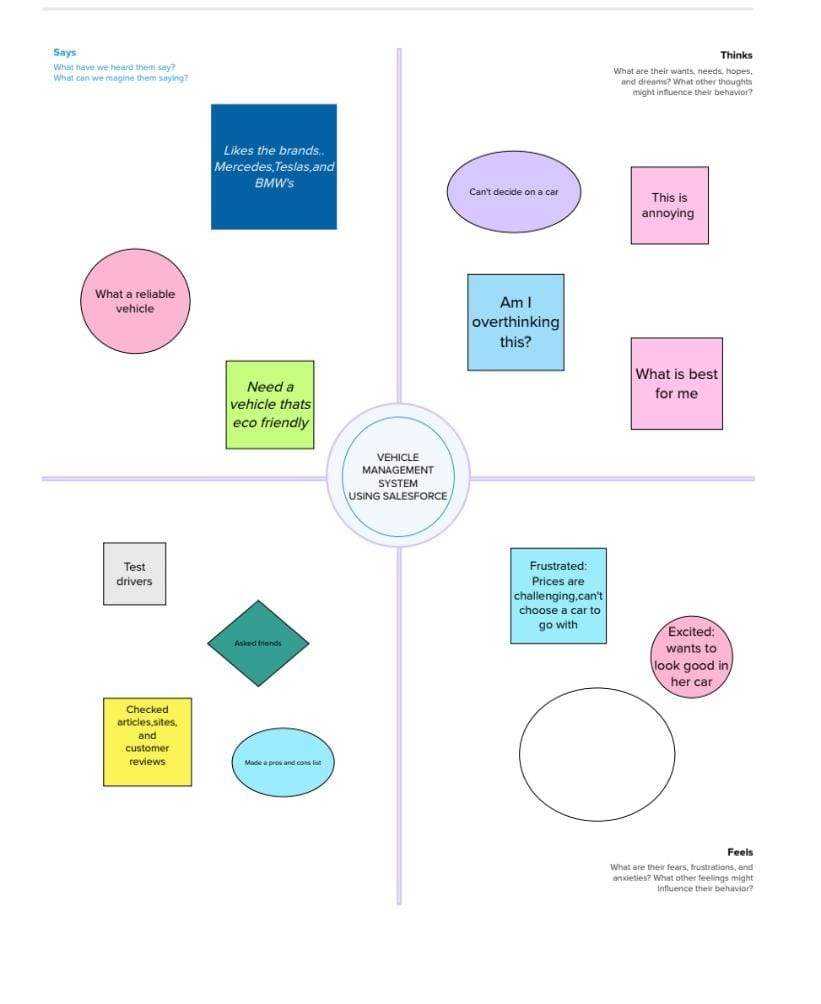 Says
What have we heard them say?
What can we magine them saying?
Likes the brands..
Mercedes,Teslas,and
BMW's
What a reliable
vehicle
Need a
vehicle thats
eco friendly
Thinks
What are their wants, needs, hopes,
and dreams? What other thoughts
might influence their behavior?
Can't decide on a car
This is
annoying
Am I
overthinking
this?
What is best
for me
VEHICLE
MANAGEMENT
SYSTEM
USING SALESFORCE
Test
drivers
Asked friends
Checked
articles,sites,
and
customer
reviews
Made a pros and cons list
Frustrated:
Prices are
challenging,can't
choose a car to
go with
Excited:
wants to
look good in
her car
Feels
What are their fears, frustrations, and
anxieties? What other feelings might
influence their behavior?